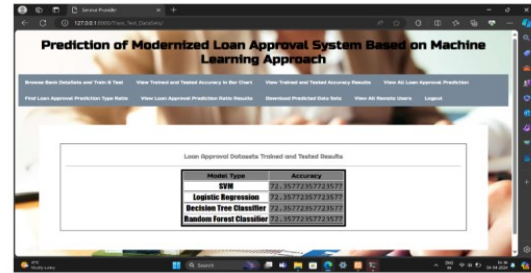 Service Provider
127.0.0.1:8000/Train_Test_DataSets/
Prediction of Modernized Loan Approval System Based on Machine
Learning Approach
Browse Bank DataSets and Train & Test
View Trained and Tested Accuracy in Bar Chart
View Trained and Tested Accuracy Results
View All Loan Approval Prediction
Find Loan Approval Prediction Type Ratio
View Loan Approval Prediction Ratio Results
Download Predicted Data Sets
View All Remote Users
Logout
Loan Approval Datasets Trained and Tested Results
Model Type Accuracy
SVM 72.35772357723577
Logistic Regression 72.35772357723577
Decision Tree Classifier 72.35772357723577
Random Forest Classifier 72.35772357723577
Search